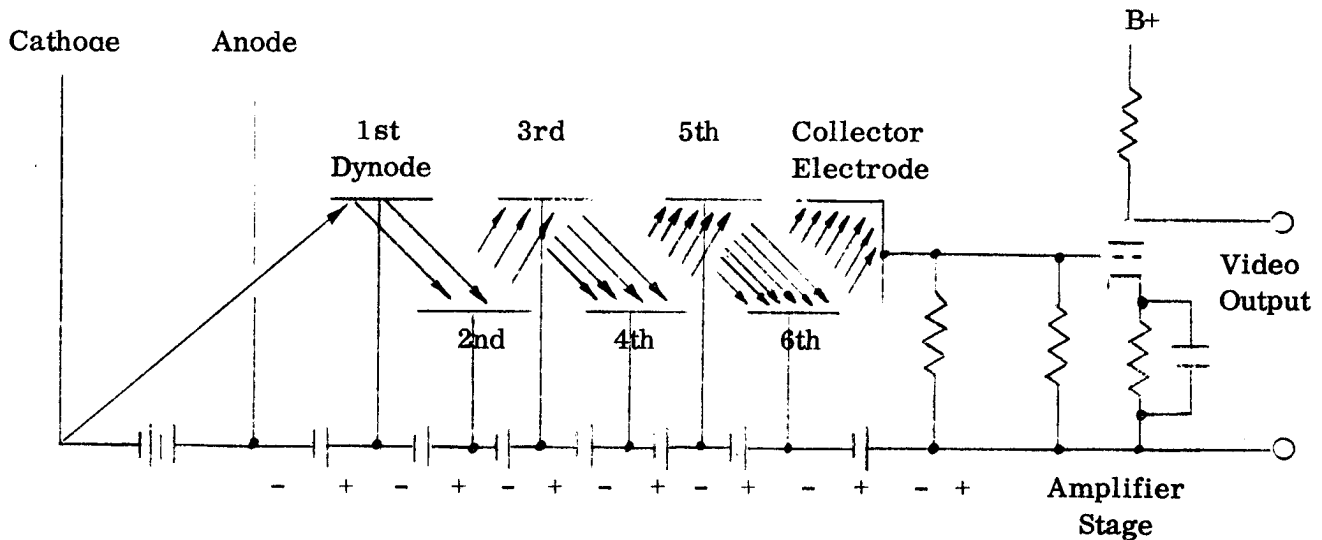 B+
Cathode Anode
1st
Dynode
3rd
5th
Collector
Electrode
Video
Output
2nd 4th 6th
- + - + - + - + - + - + - +
Amplifier
Stage